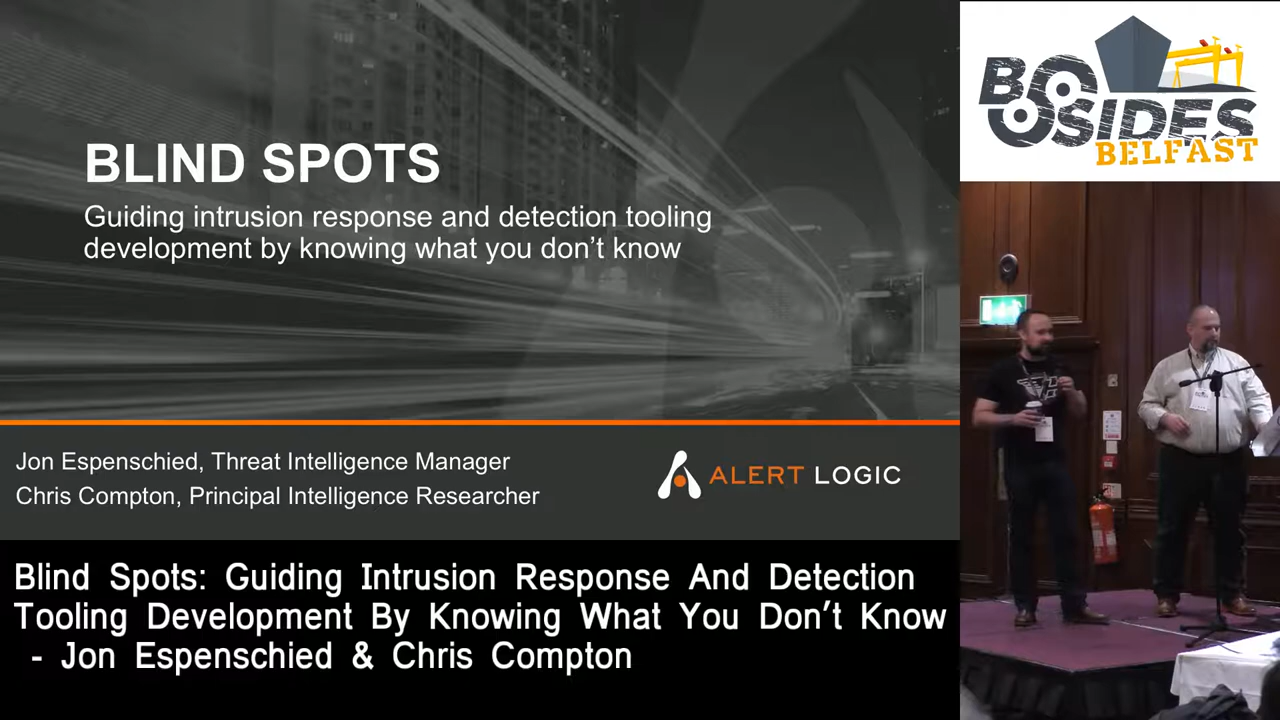 BLIND SPOTS
Guiding intrusion response and detection tooling
development by knowing what you don’t know
Jon Espenschied, Threat Intelligence Manager
Chris Compton, Principal Intelligence Researcher
ALERT LOGIC
Blind Spots: Guiding Intrusion Response And Detection
Tooling Development By Knowing What You Don't Know
- Jon Espenschied & Chris Compton
BSIDES
BELFAST